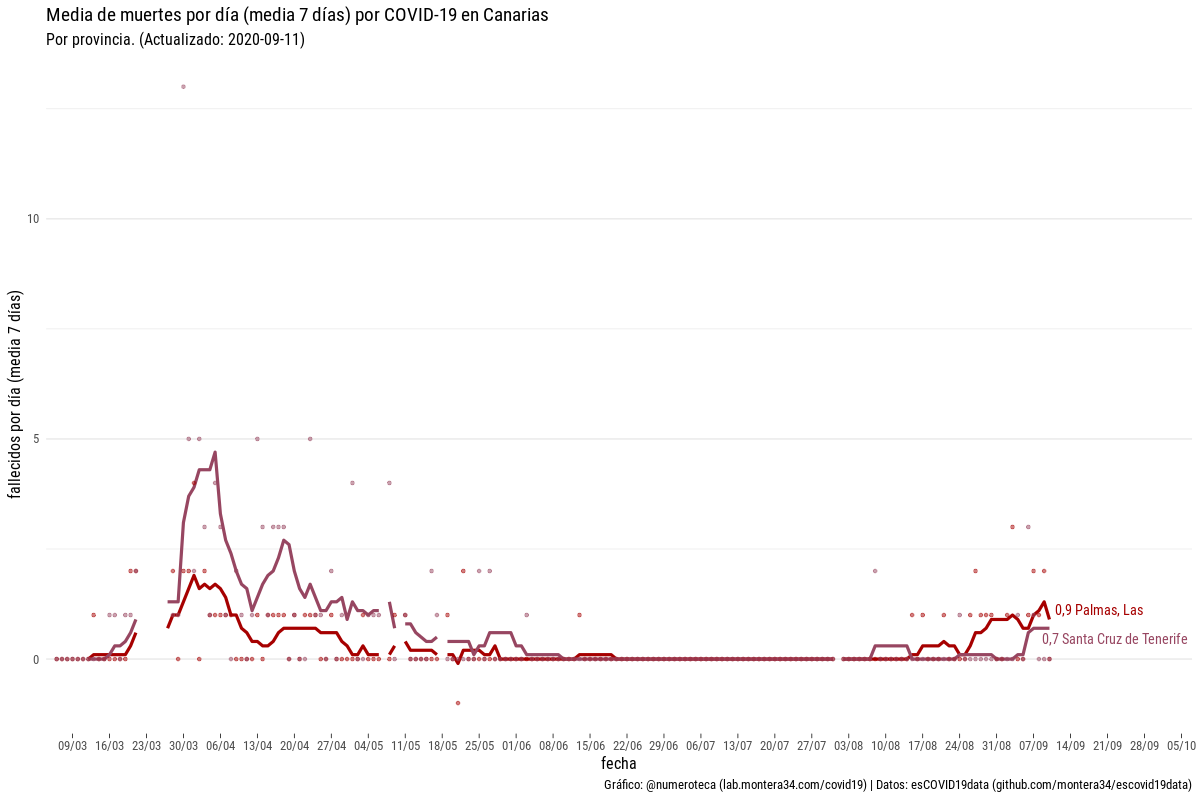 Media de muertes por día (media 7 días) por COVID-19 en Canarias
Por provincia. (Actualizado: 2020-09-11)
fallecidos por día (media 7 días)
10
5
0
0,9 Palmas, Las
0,7 Santa Cruz de Tenerife
09/03 16/03 23/03 30/03 06/04 13/04 20/04 27/04 04/05 11/05 18/05 25/05 01/06 08/06 15/06 22/06 29/06 06/07 13/07 20/07 27/07 03/08 10/08 17/08 24/08 31/08 07/09 14/09 21/09 28/09 05/10
fecha
Gráfico: @numeroteca (lab.montera34.com/covid19) | Datos: esCOVID19data (github.com/montera34/escovid19data)